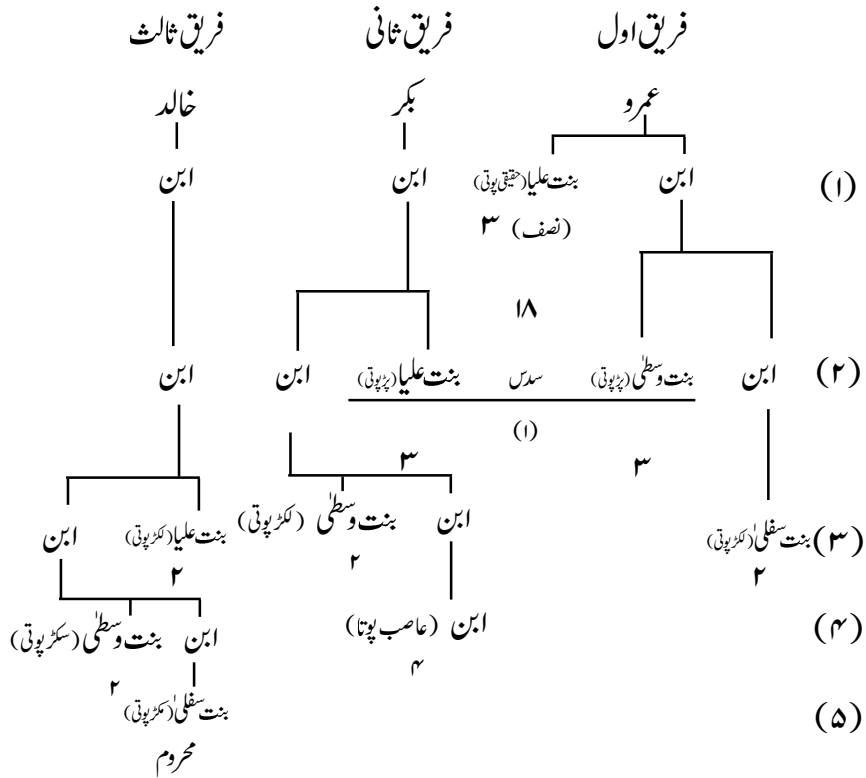 فریق اول فریق ثانی فریق ثالث
عمرو بکر خالد
(۱) ابن بنت علیا (حقیقی پوتی) ابن ابن
(نصف) ۳
۱۸
(۲) ابن بنت وسطیٰ (پڑپوتی) سدس بنت علیا (پڑپوتی) ابن ابن
(۱)
۳ ۳
(۳) بنت سفلیٰ (لکڑپوتی) ابن بنت وسطیٰ (لکڑپوتی) بنت علیا (لکڑپوتی) ابن
۲ ۲ ۲
(۴) ابن (عاصب پوتا) ابن بنت وسطیٰ (سکڑپوتی)
۴ ۲
(۵) بنت سفلیٰ (مکڑپوتی)
محروم